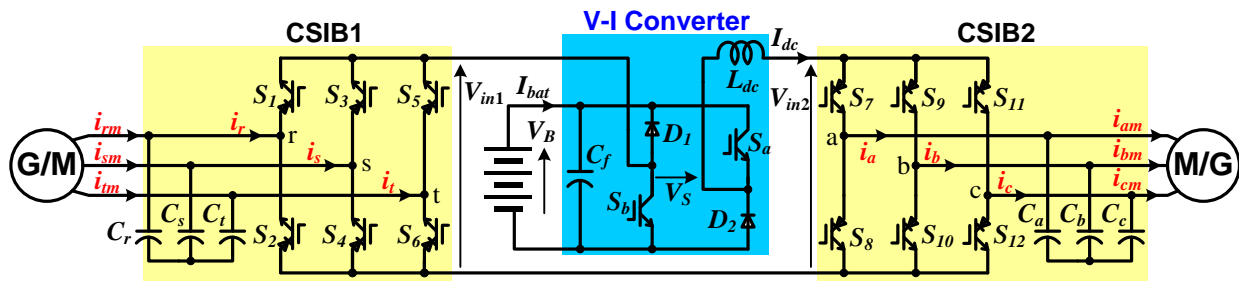 CSIB1
V-I Converter
CSIB2
I_dc
L_dc
S_1
S_3
S_5
V_in1
I_bat
V_B
C_f
D_1
S_a
V_in2
S_7
S_9
S_11
i_rm
i_r
r
a
i_a
i_am
G/M
i_sm
i_s
s
S_b
V_S
b
i_b
i_bm
M/G
i_tm
i_t
t
c
i_c
i_cm
C_r
C_s
C_t
S_2
S_4
S_6
D_2
S_8
S_10
S_12
C_a
C_b
C_c